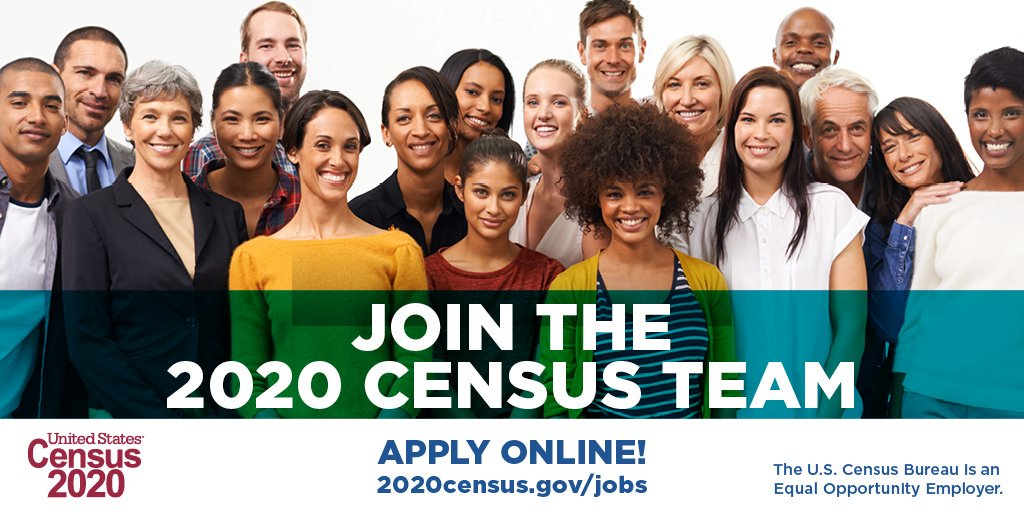 JOIN THE
2020 CENSUS TEAM
United States®
Census
2020
APPLY ONLINE!
2020census.gov/jobs
The U.S. Census Bureau is an
Equal Opportunity Employer.